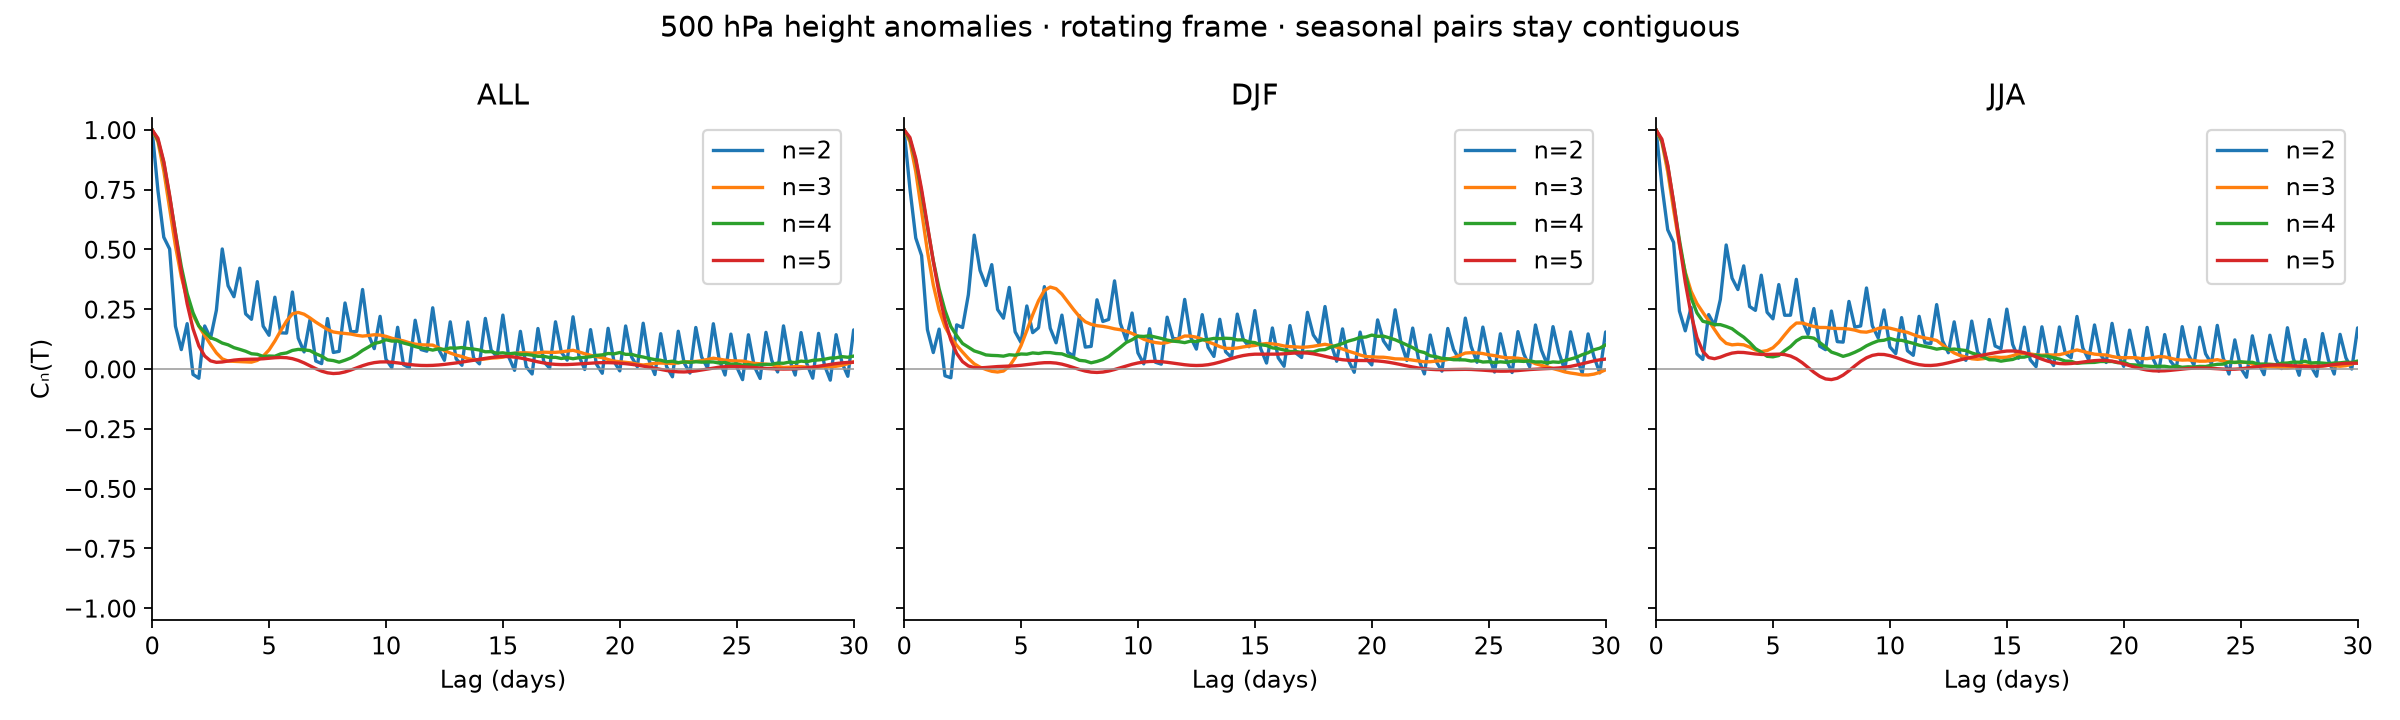 500 hPa height anomalies · rotating frame · seasonal pairs stay contiguous
ALL
DJF
JJA
n=2
n=3
n=4
n=5
n=2
n=3
n=4
n=5
n=2
n=3
n=4
n=5
Cₙ(T)
1.00
0.75
0.50
0.25
0.00
−0.25
−0.50
−0.75
−1.00
0 5 10 15 20 25 30
0 5 10 15 20 25 30
0 5 10 15 20 25 30
Lag (days)
Lag (days)
Lag (days)